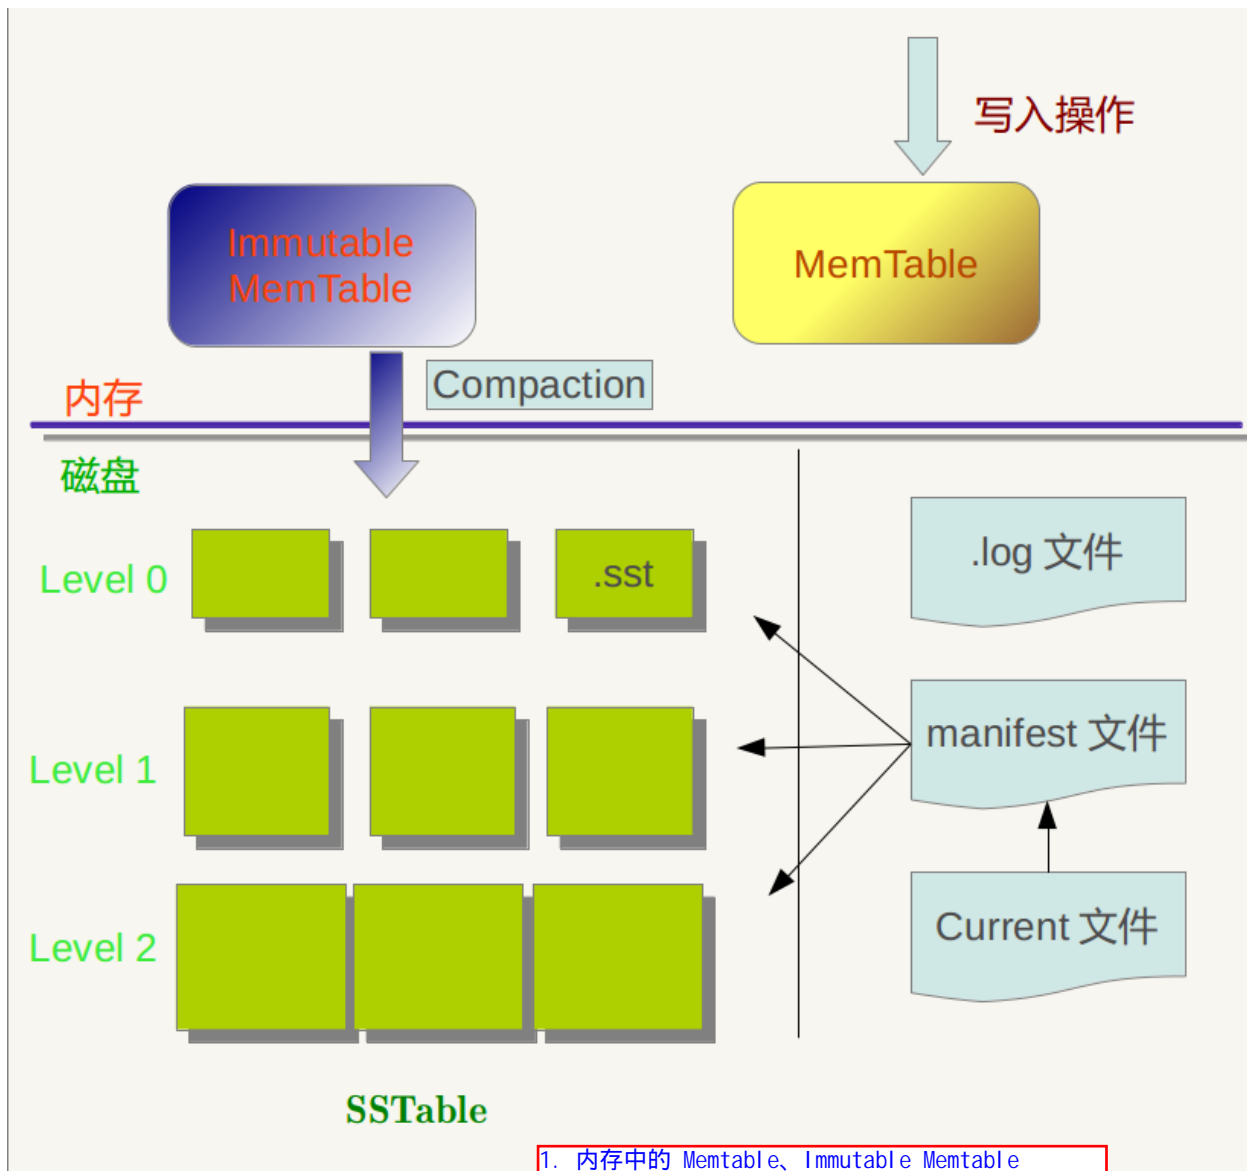 写入操作
Immutable
MemTable
MemTable
Compaction
内存
磁盘
Level 0
.sst
.log 文件
Level 1
manifest 文件
Level 2
Current 文件
SSTable
1. 内存中的 Memtable、Immutable Memtable